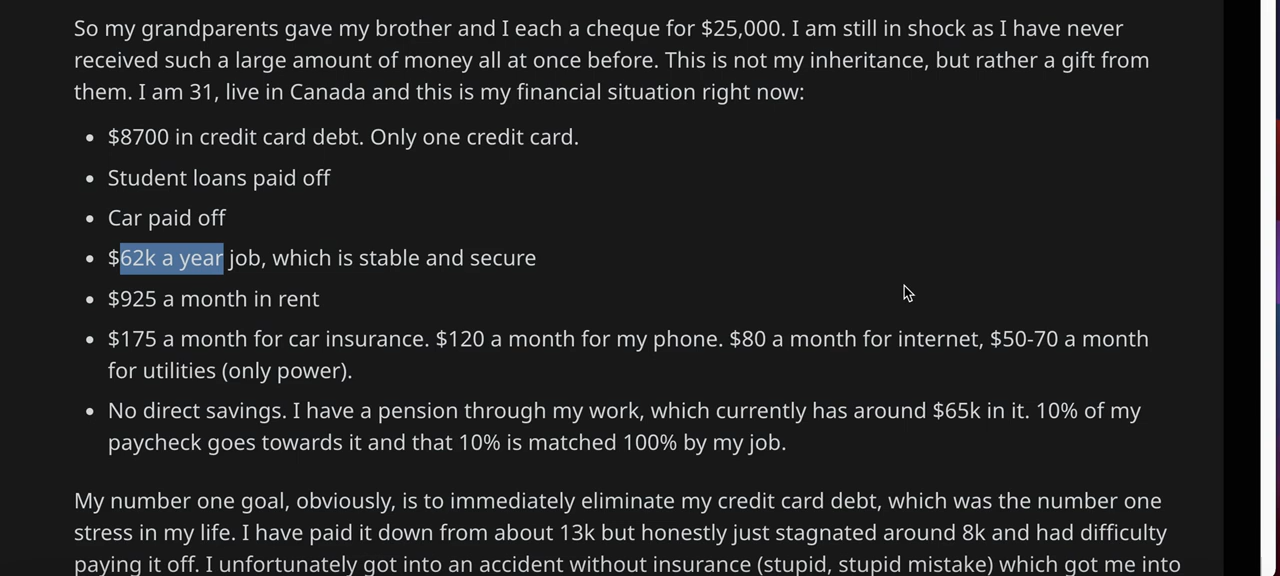 So my grandparents gave my brother and I each a cheque for $25,000. I am still in shock as I have never
received such a large amount of money all at once before. This is not my inheritance, but rather a gift from
them. I am 31, live in Canada and this is my financial situation right now:
• $8700 in credit card debt. Only one credit card.
• Student loans paid off
• Car paid off
• $62k a year job, which is stable and secure
• $925 a month in rent
• $175 a month for car insurance. $120 a month for my phone. $80 a month for internet, $50-70 a month
for utilities (only power).
• No direct savings. I have a pension through my work, which currently has around $65k in it. 10% of my
paycheck goes towards it and that 10% is matched 100% by my job.
My number one goal, obviously, is to immediately eliminate my credit card debt, which was the number one
stress in my life. I have paid it down from about 13k but honestly just stagnated around 8k and had difficulty
paying it off. I unfortunately got into an accident without insurance (stupid, stupid mistake) which got me into